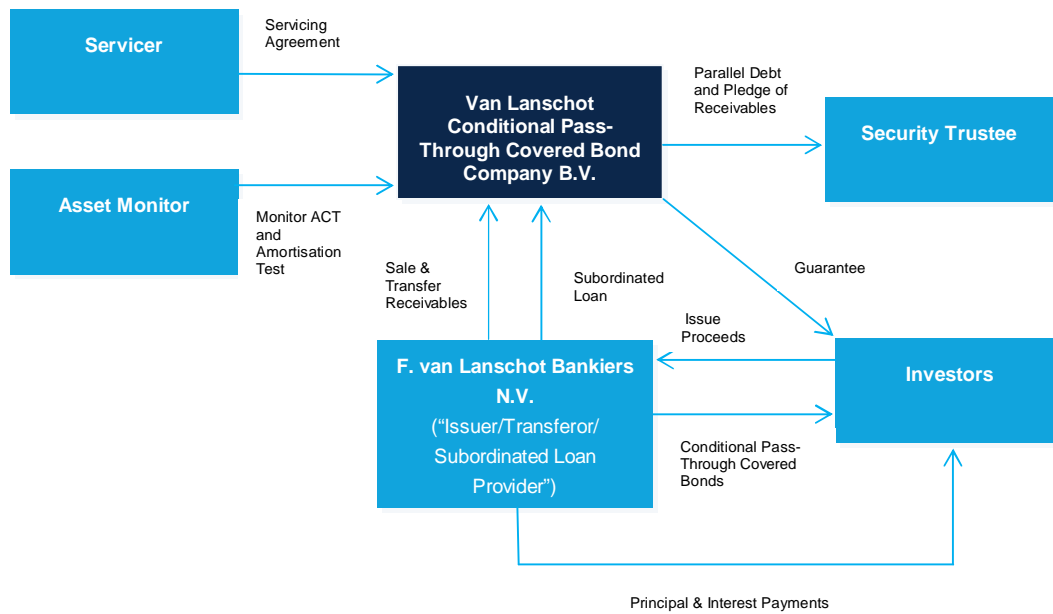 Servicer
Servicing
Agreement
Van Lanschot
Conditional Pass-
Through Covered Bond
Company B.V.
Parallel Debt
and Pledge of
Receivables
Security Trustee
Asset Monitor
Monitor ACT
and
Amortisation
Test
Sale &
Transfer
Receivables
Subordinated
Loan
Guarantee
Issue
Proceeds
F. van Lanschot Bankiers
N.V.
(“Issuer/Transferor/
Subordinated Loan
Provider”)
Investors
Conditional Pass-
Through Covered
Bonds
Principal & Interest Payments